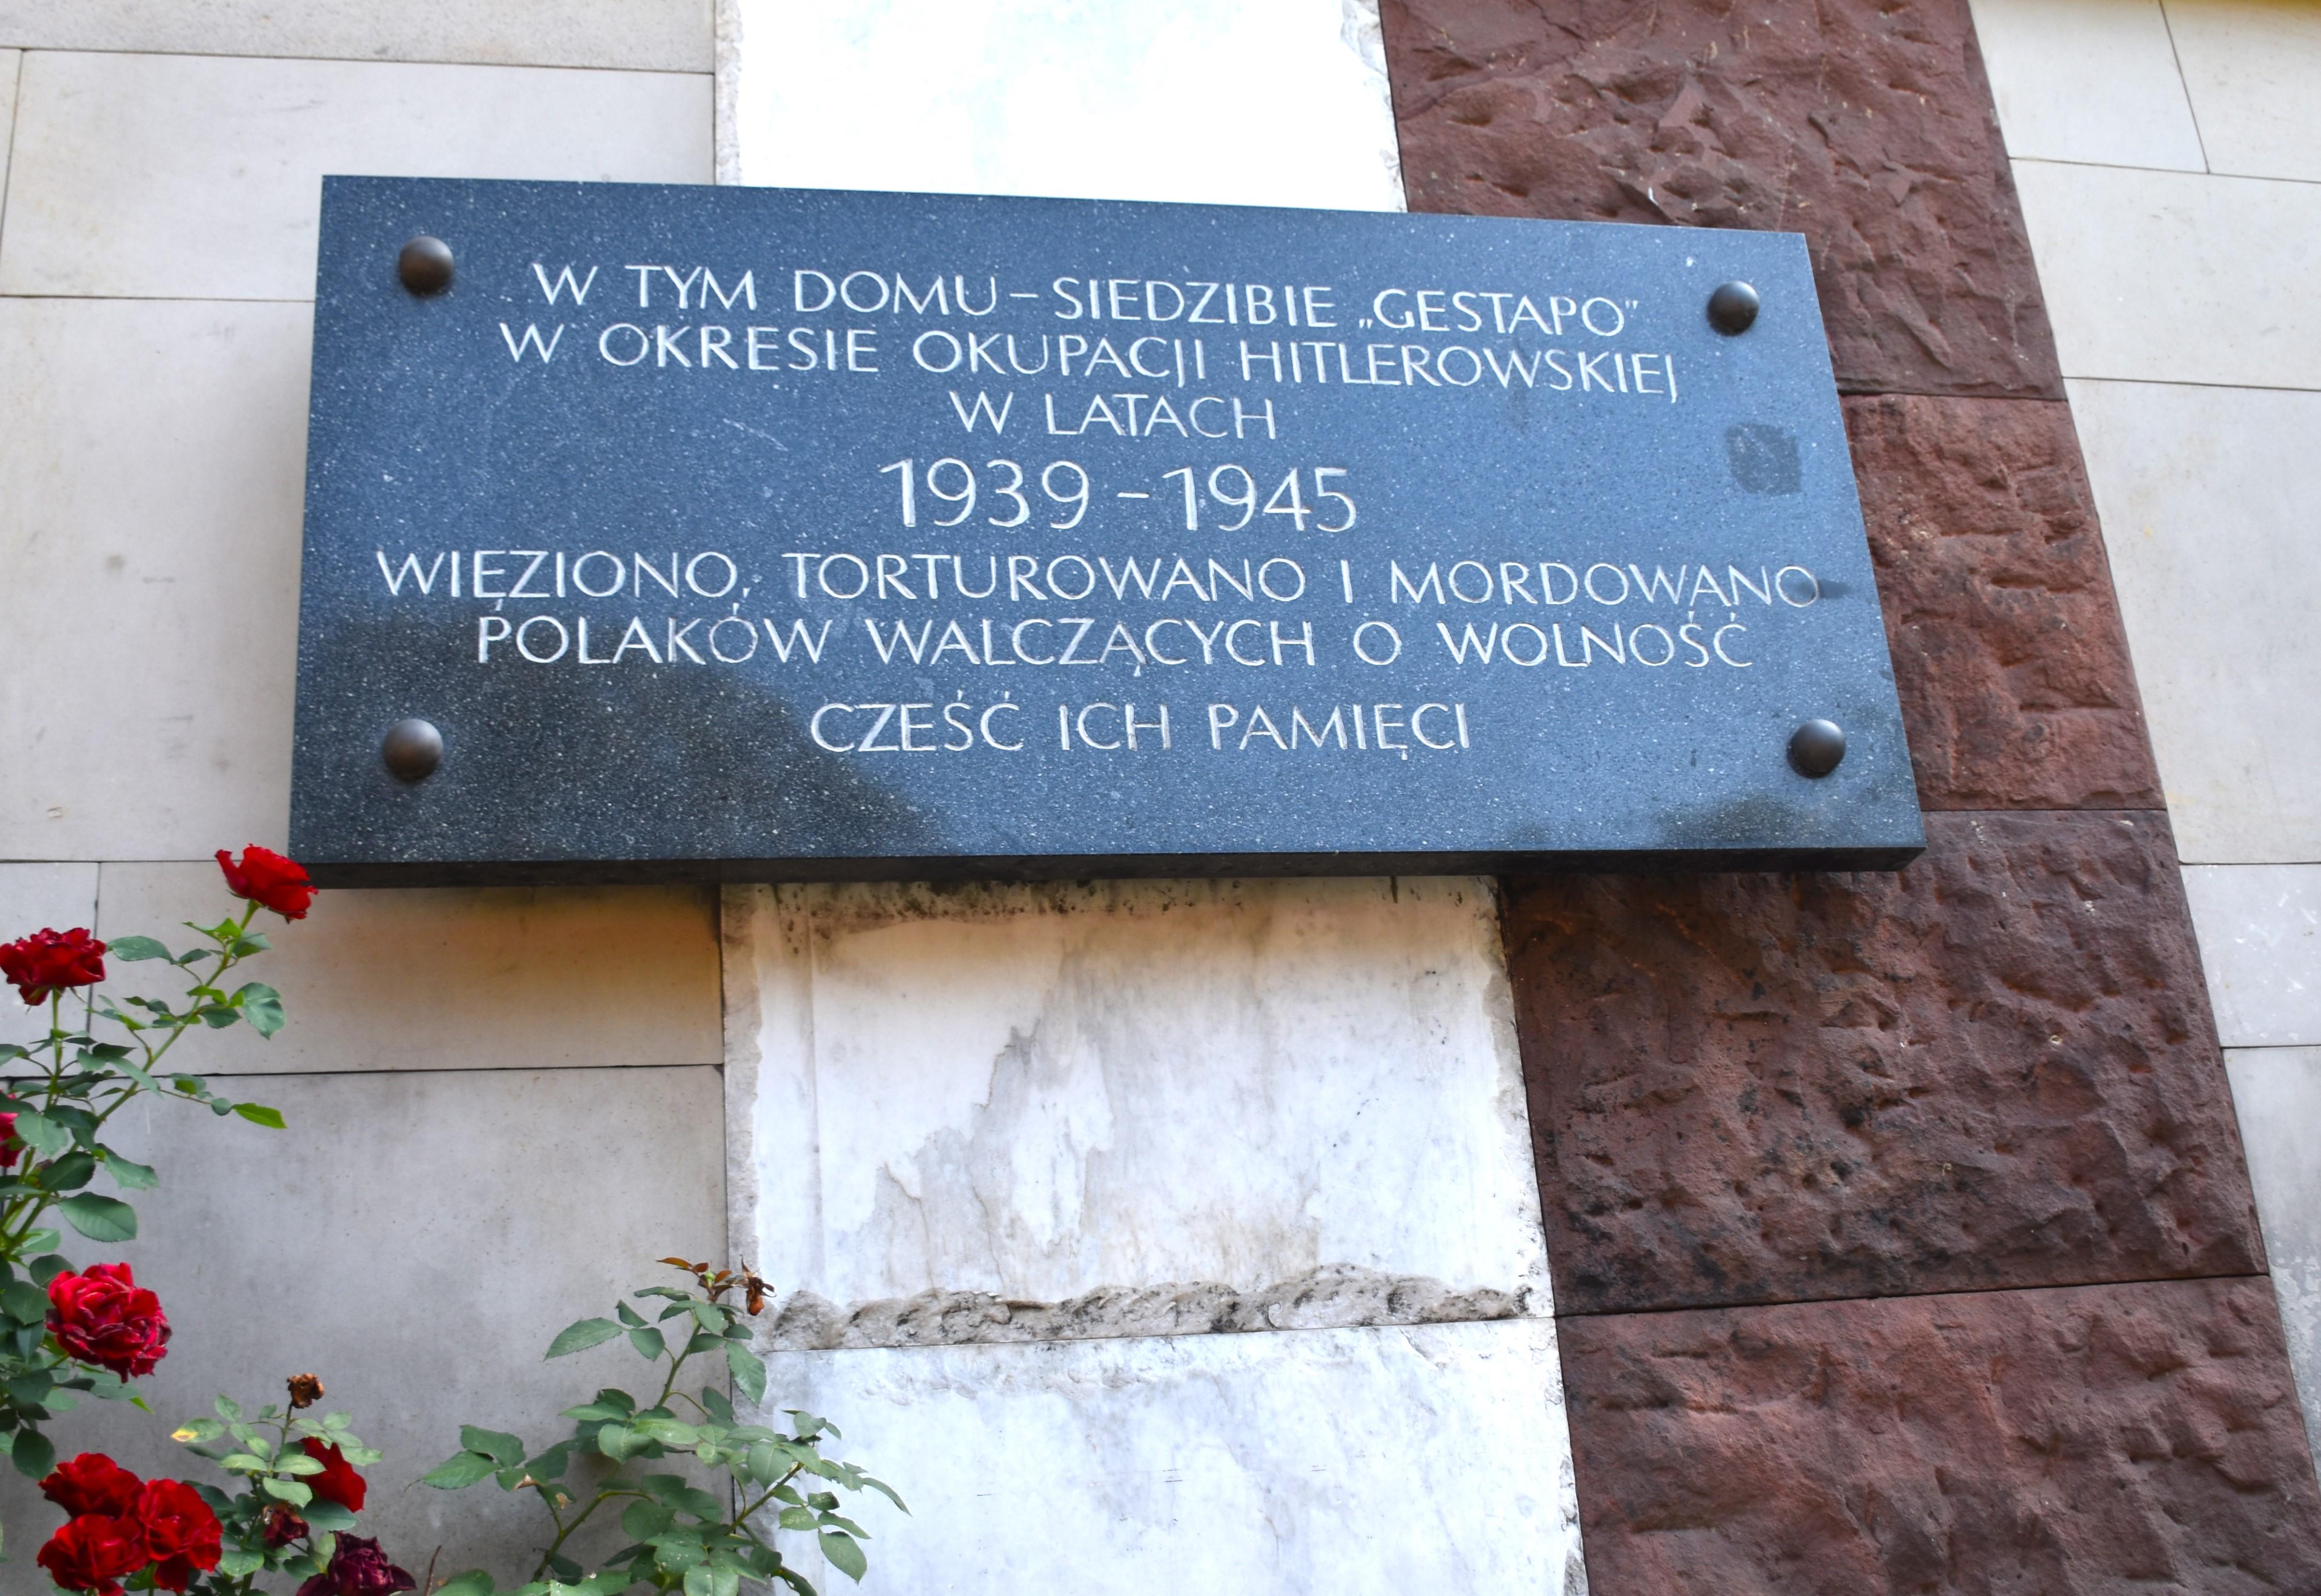 W TYM DOMU – SIEDZIBIE „GESTAPO”
W OKRESIE OKUPACJI HITLEROWSKIEJ
W LATACH
1939 – 1945
WIĘZIONO, TORTUROWANO I MORDOWANO
POLAKÓW WALCZĄCYCH O WOLNOŚĆ
CZEŚĆ ICH PAMIĘCI